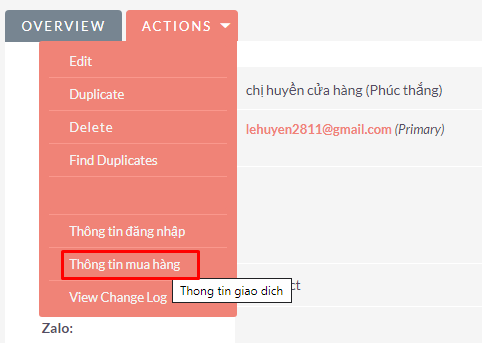 OVERVIEW
ACTIONS
Edit
Duplicate
Delete
Find Duplicates
Thông tin đăng nhập
Thông tin mua hàng
View Change Log
Thong tin giao dich
chị huyền cửa hàng (Phúc thắng)
lehuyen2811@gmail.com (Primary)
ct
Zalo: